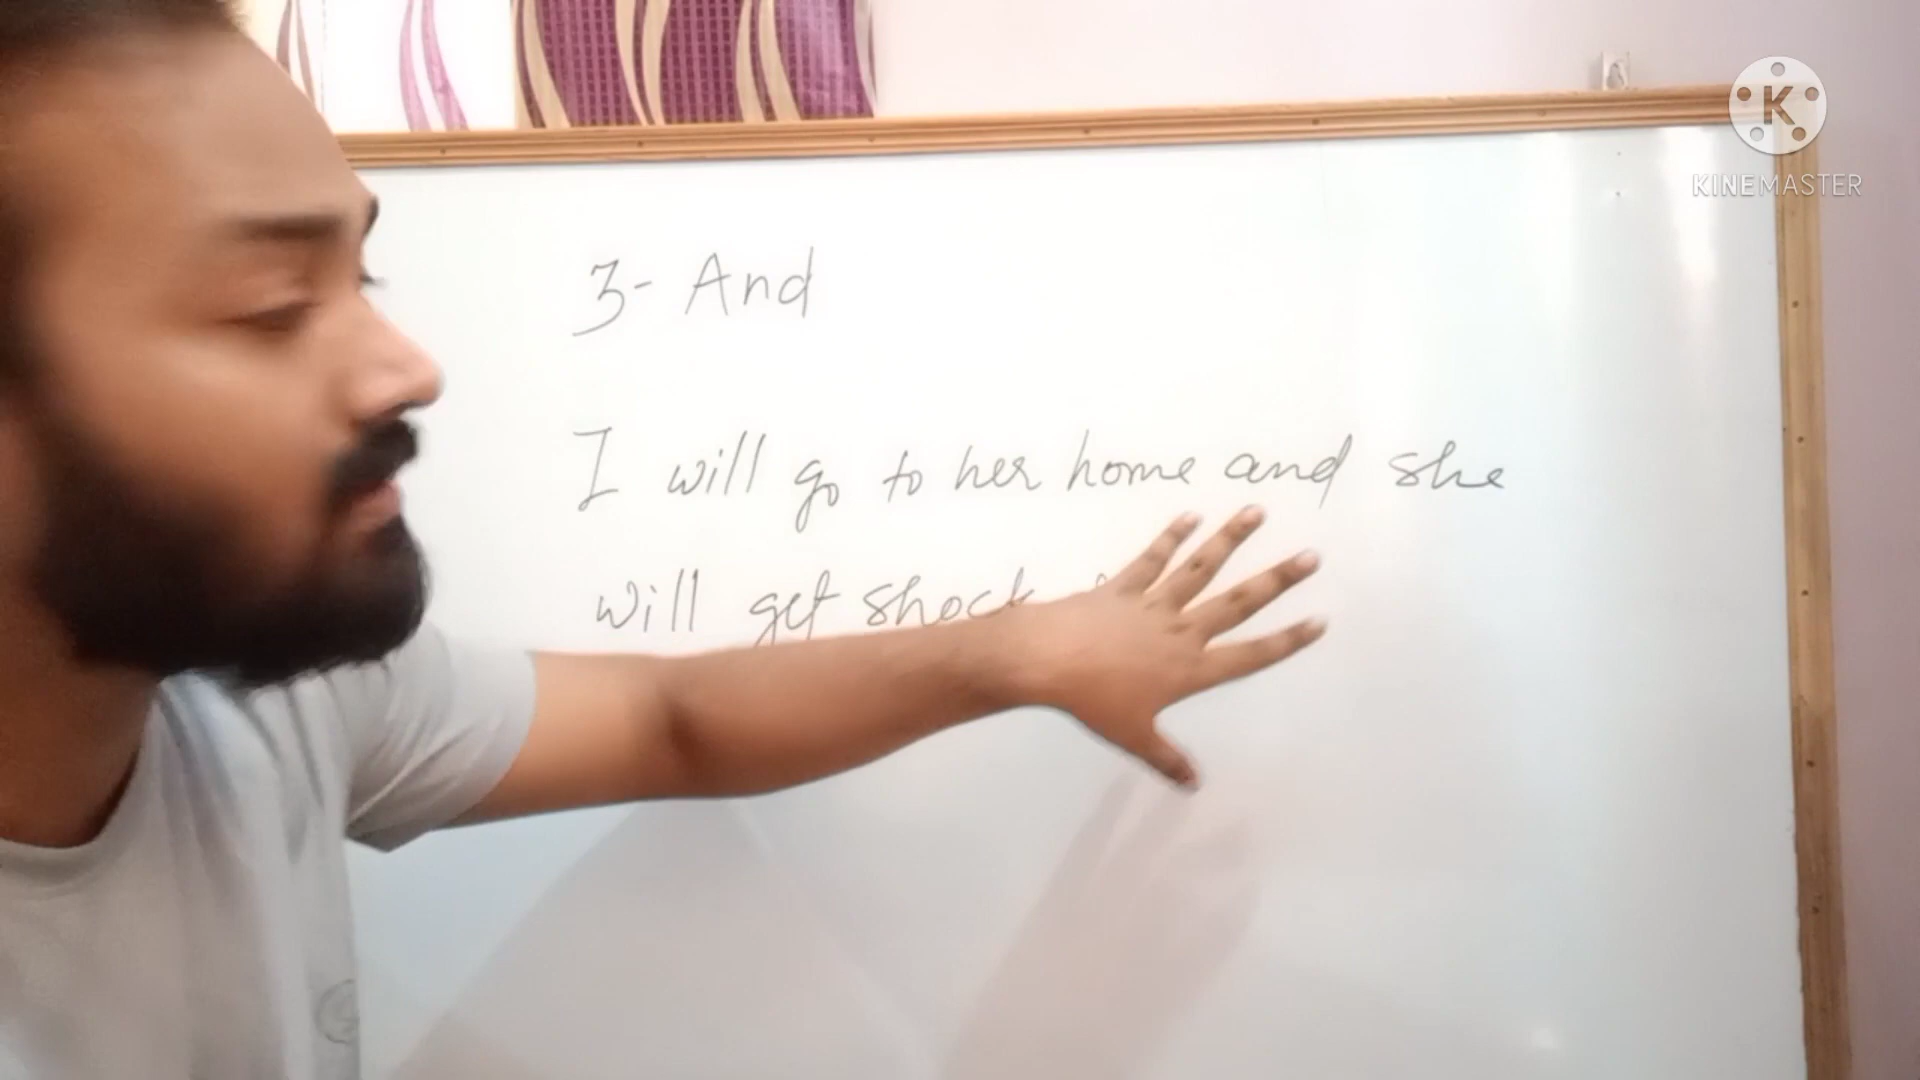 K
KINEMASTER
3- And
I will go to her home and she
will get shock